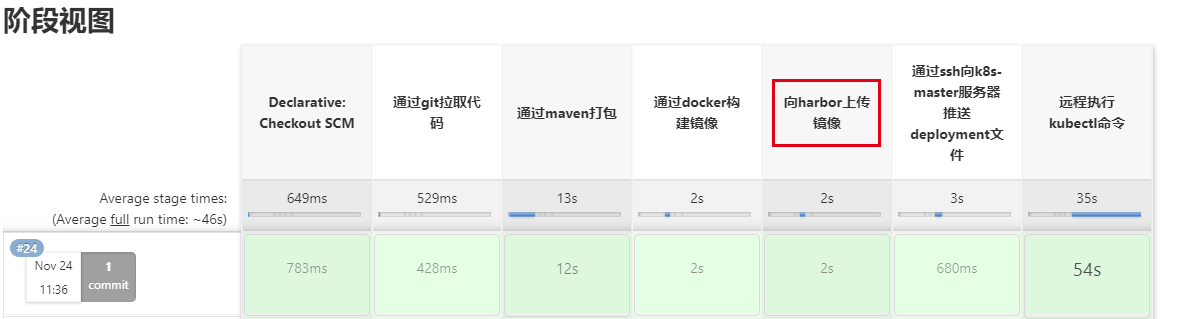 阶段视图
Declarative:
Checkout SCM
通过git拉取代
码
通过maven打包
通过docker构
建镜像
向harbor上传
镜像
通过ssh向k8s-
master服务器
推送
deployment文
件
远程执行
kubectl命令
Average stage times:
(Average full run time: ~46s)
649ms
529ms
13s
2s
2s
3s
35s
#24
Nov 24
11:36
1
commit
783ms
428ms
12s
2s
2s
680ms
54s